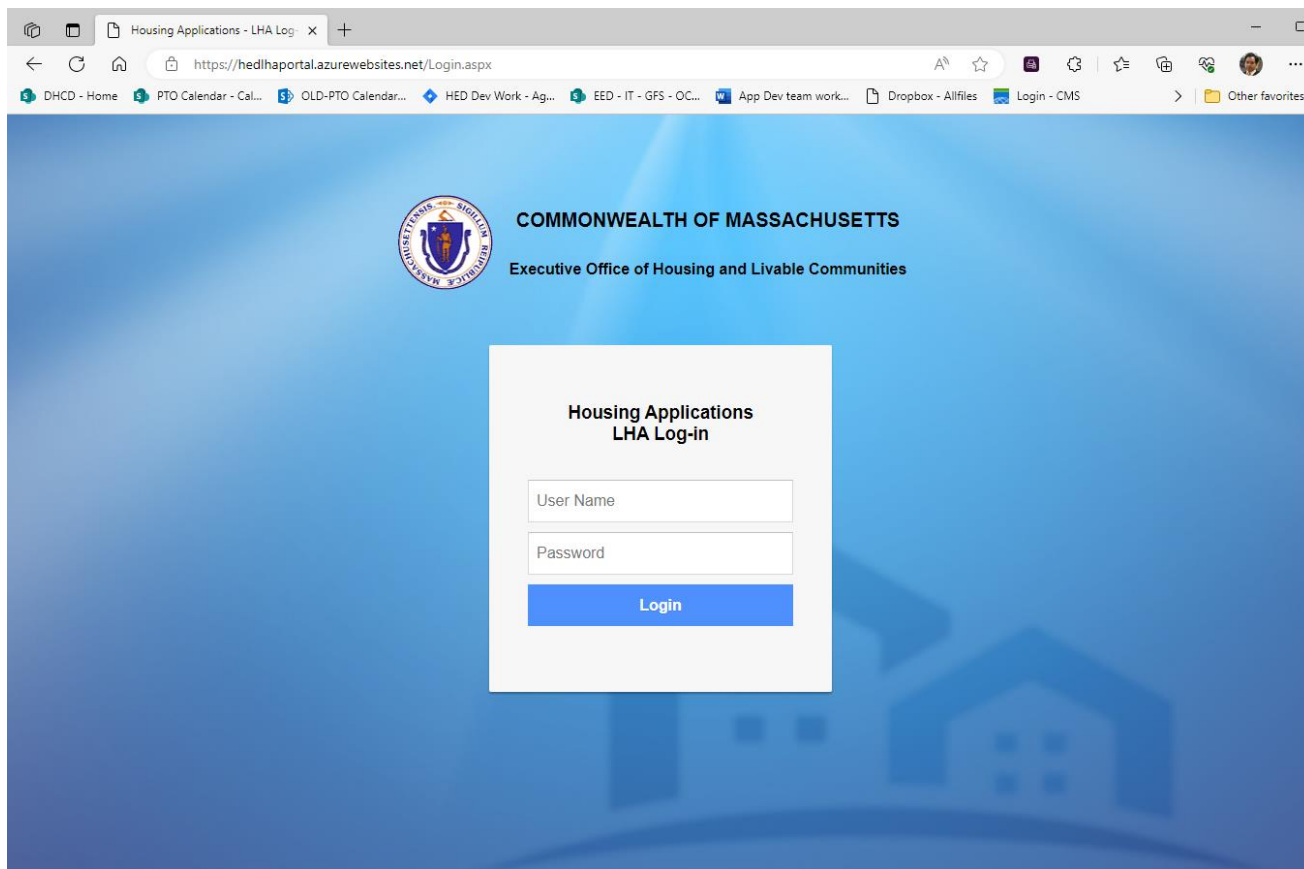 Housing Applications - LHA Log-
https://hedlhaportal.azurewebsites.net/Login.aspx
DHCD - Home PTO Calendar - Cal... OLD-PTO Calendar... HED Dev Work - Ag... EED - IT - GFS - OC... App Dev team work... Dropbox - Allfiles Login - CMS Other favorites
COMMONWEALTH OF MASSACHUSETTS
Executive Office of Housing and Livable Communities
Housing Applications
LHA Log-in
User Name
Password
Login